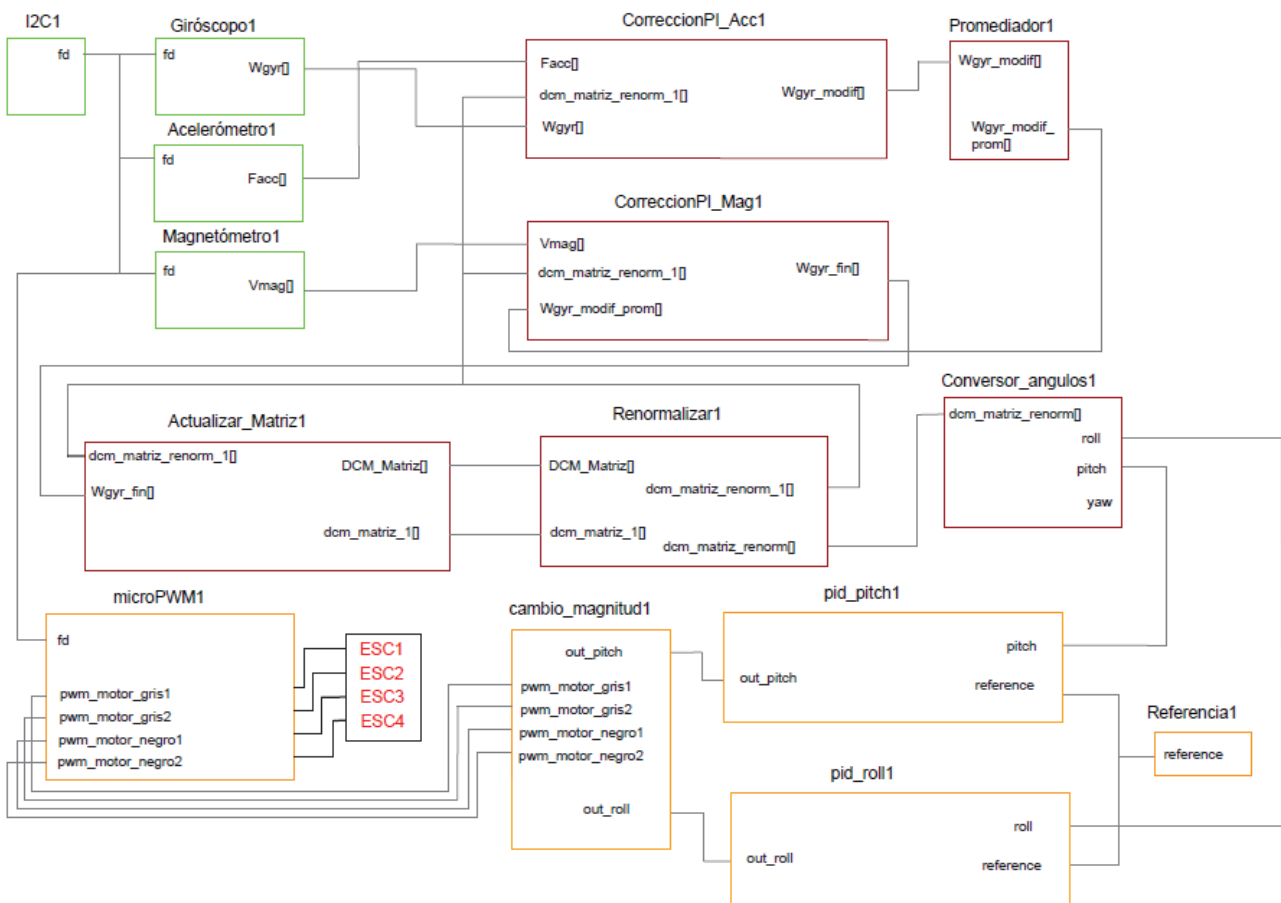 I2C1
fd
Giróscopo1
fd
Wgyr[]
Acelerómetro1
fd
Facc[]
Magnetómetro1
fd
Vmag[]
CorreccionPI_Acc1
Facc[]
dcm_matriz_renorm_1[]
Wgyr[]
Wgyr_modif[]
Promediador1
Wgyr_modif[]
Wgyr_modif_
prom[]
CorreccionPI_Mag1
Vmag[]
dcm_matriz_renorm_1[]
Wgyr_modif_prom[]
Wgyr_fin[]
Actualizar_Matriz1
dcm_matriz_renorm_1[]
Wgyr_fin[]
DCM_Matriz[]
dcm_matriz_1[]
Renormalizar1
DCM_Matriz[]
dcm_matriz_renorm_1[]
dcm_matriz_1[]
dcm_matriz_renorm[]
Conversor_angulos1
dcm_matriz_renorm[]
roll
pitch
yaw
microPWM1
fd
pwm_motor_gris1
pwm_motor_gris2
pwm_motor_negro1
pwm_motor_negro2
ESC1
ESC2
ESC3
ESC4
cambio_magnitud1
out_pitch
pwm_motor_gris1
pwm_motor_gris2
pwm_motor_negro1
pwm_motor_negro2
out_roll
pid_pitch1
pitch
out_pitch
reference
Referencia1
reference
pid_roll1
roll
out_roll
reference